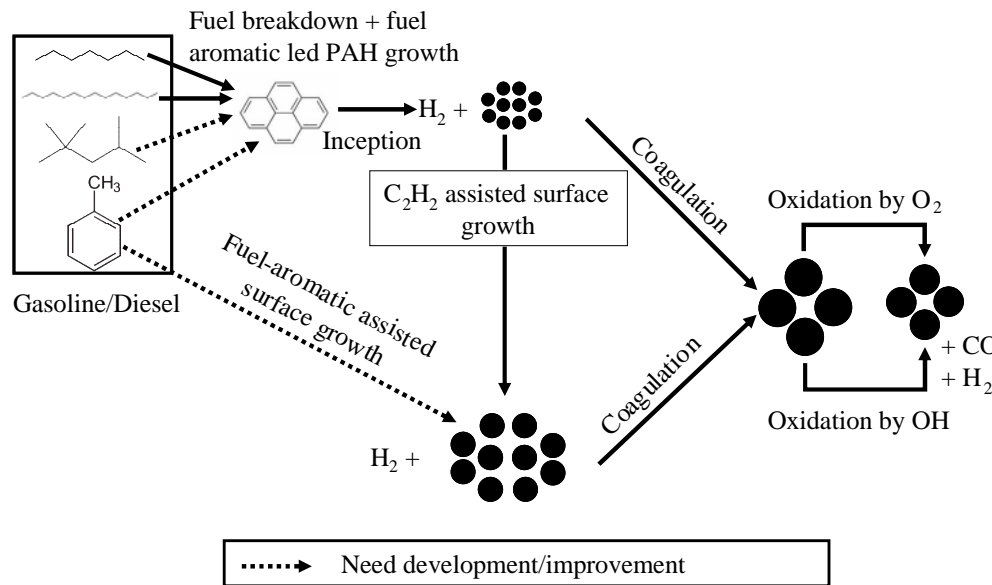 Fuel breakdown + fuel
aromatic led PAH growth
CH₃
Gasoline/Diesel
Inception
H₂ +
C₂H₂ assisted surface
growth
Fuel-aromatic assisted
surface growth
H₂ +
Coagulation
Coagulation
Oxidation by O₂
+ CO
+ H₂
Oxidation by OH
Need development/improvement